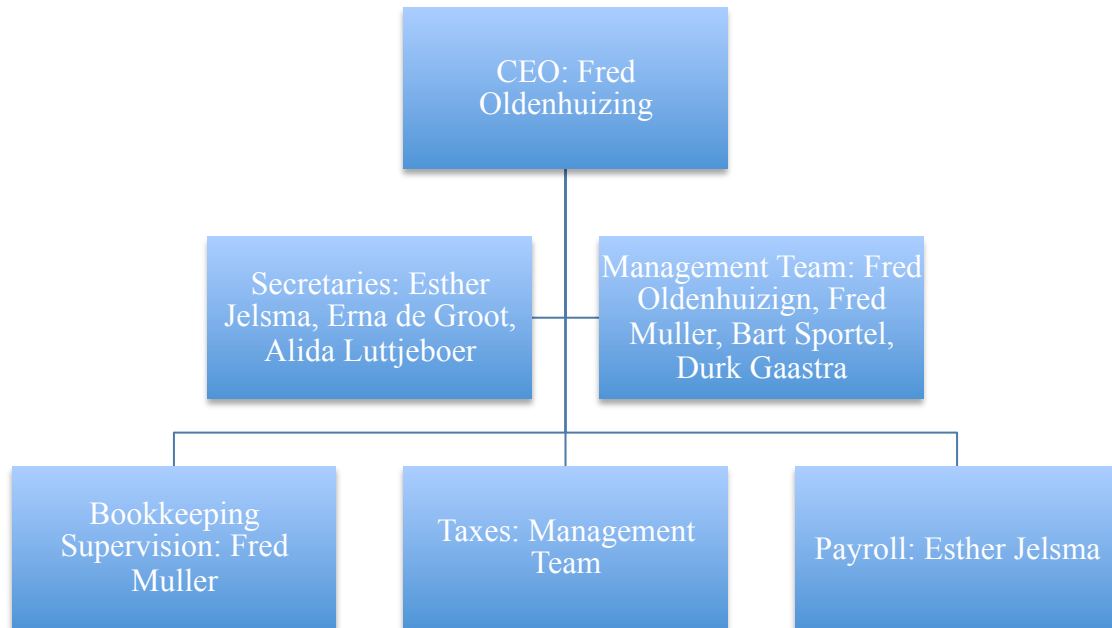 CEO: Fred
Oldenhuizing
Secretaries: Esther
Jelsma, Erna de Groot,
Alida Luttjeboer
Management Team: Fred
Oldenhuizign, Fred
Muller, Bart Sportel,
Durk Gaastra
Bookkeeping
Supervision: Fred
Muller
Taxes: Management
Team
Payroll: Esther Jelsma